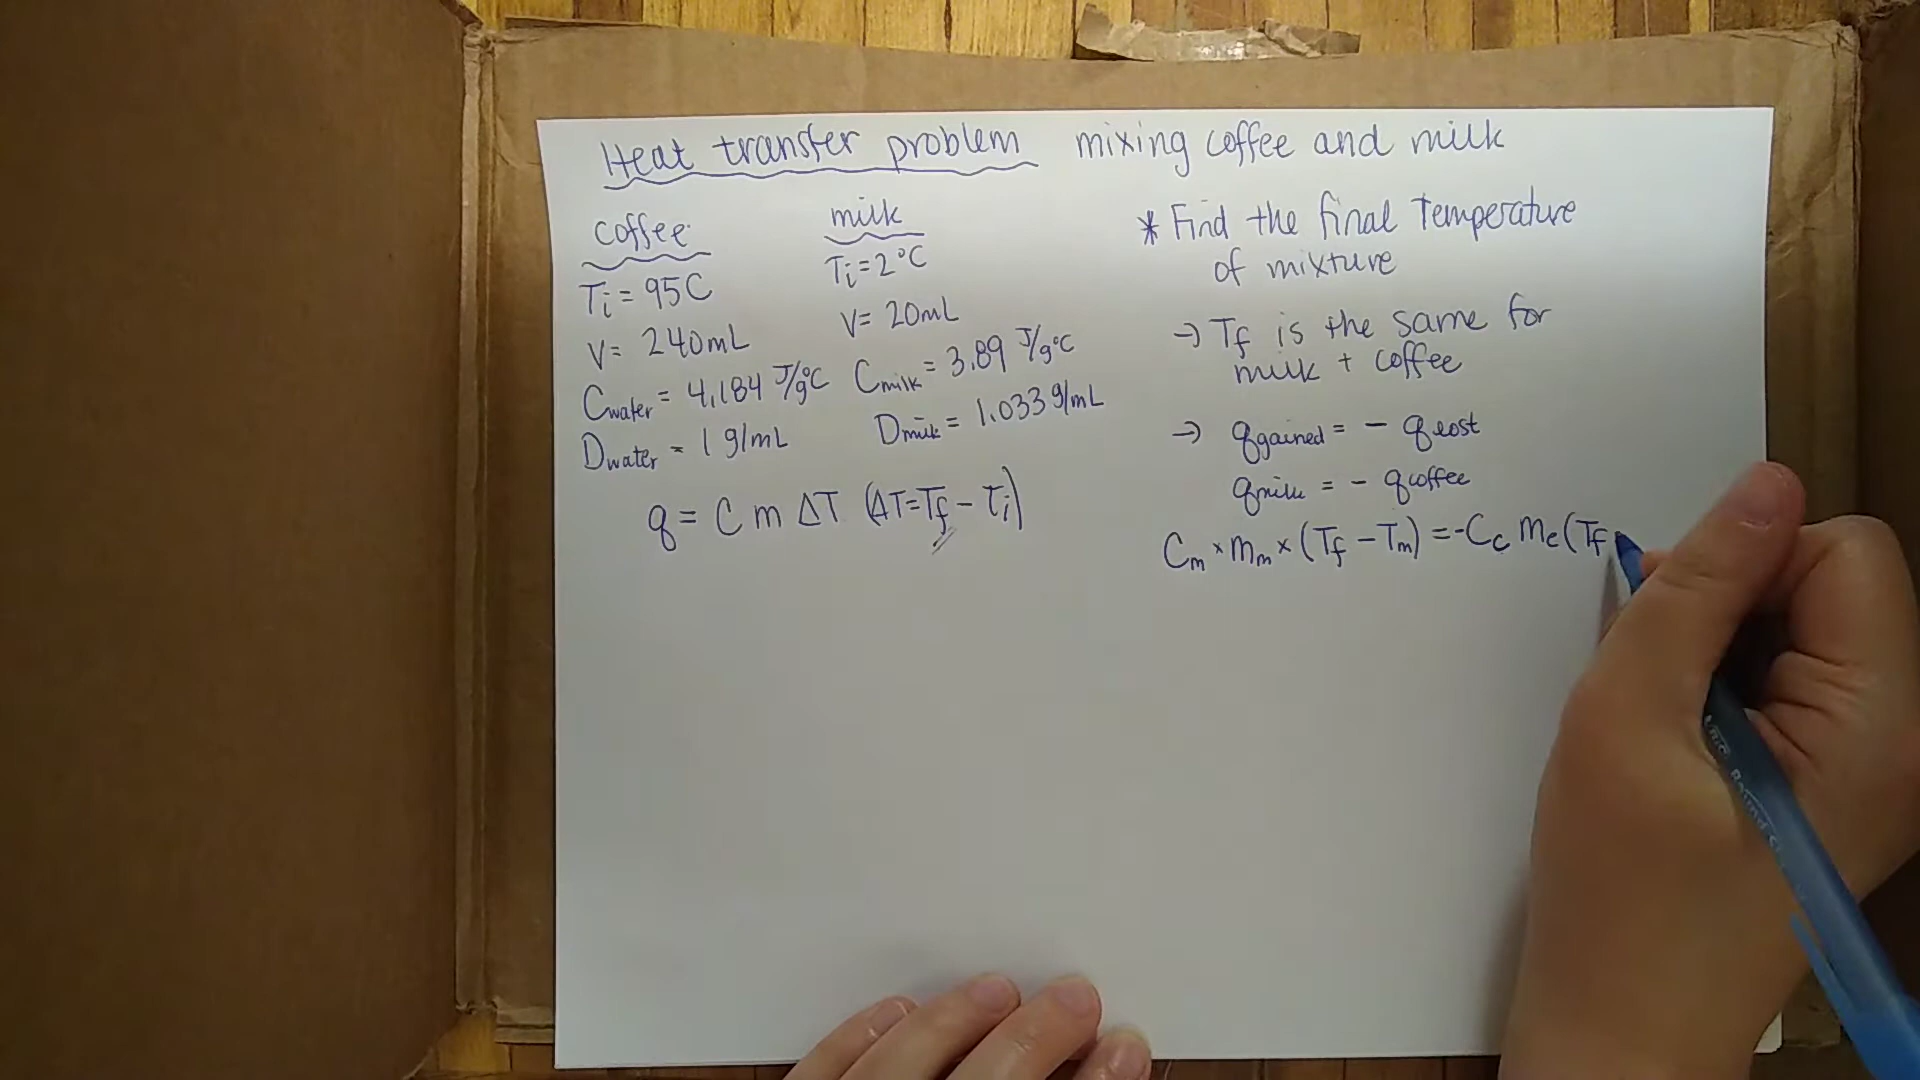 Heat transfer problem mixing coffee and milk
coffee
Ti = 95C
V = 240mL
Cwater = 4.184 J/g°C
Dwater = 1 g/mL
milk
Ti = 2°C
V = 20mL
Cmilk = 3.89 J/g°C
Dmilk = 1.033 g/mL
q = C m ΔT (ΔT = Tf - Ti)
* Find the final Temperature
of mixture
→ Tf is the same for
milk + coffee
→ qgained = - qlost
qmilk = - qcoffee
Cm × mm × (Tf - Tm) = -Cc mc (Tf